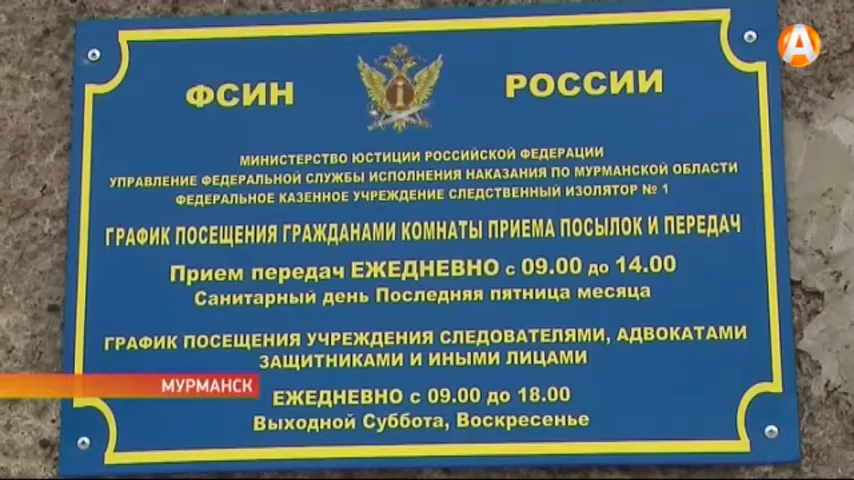 А
ФСИН РОССИИ
МИНИСТЕРСТВО ЮСТИЦИИ РОССИЙСКОЙ ФЕДЕРАЦИИ
УПРАВЛЕНИЕ ФЕДЕРАЛЬНОЙ СЛУЖБЫ ИСПОЛНЕНИЯ НАКАЗАНИЯ ПО МУРМАНСКОЙ ОБЛАСТИ
ФЕДЕРАЛЬНОЕ КАЗЕННОЕ УЧРЕЖДЕНИЕ СЛЕДСТВЕННЫЙ ИЗОЛЯТОР № 1
ГРАФИК ПОСЕЩЕНИЯ ГРАЖДАНАМИ КОМНАТЫ ПРИЕМА ПОСЫЛОК И ПЕРЕДАЧ
Прием передач ЕЖЕДНЕВНО с 09.00 до 14.00
Санитарный день Последняя пятница месяца
ГРАФИК ПОСЕЩЕНИЯ УЧРЕЖДЕНИЯ СЛЕДОВАТЕЛЯМИ, АДВОКАТАМИ
ЗАЩИТНИКАМИ И ИНЫМИ ЛИЦАМИ
ЕЖЕДНЕВНО с 09.00 до 18.00
Выходной Суббота, Воскресенье
МУРМАНСК